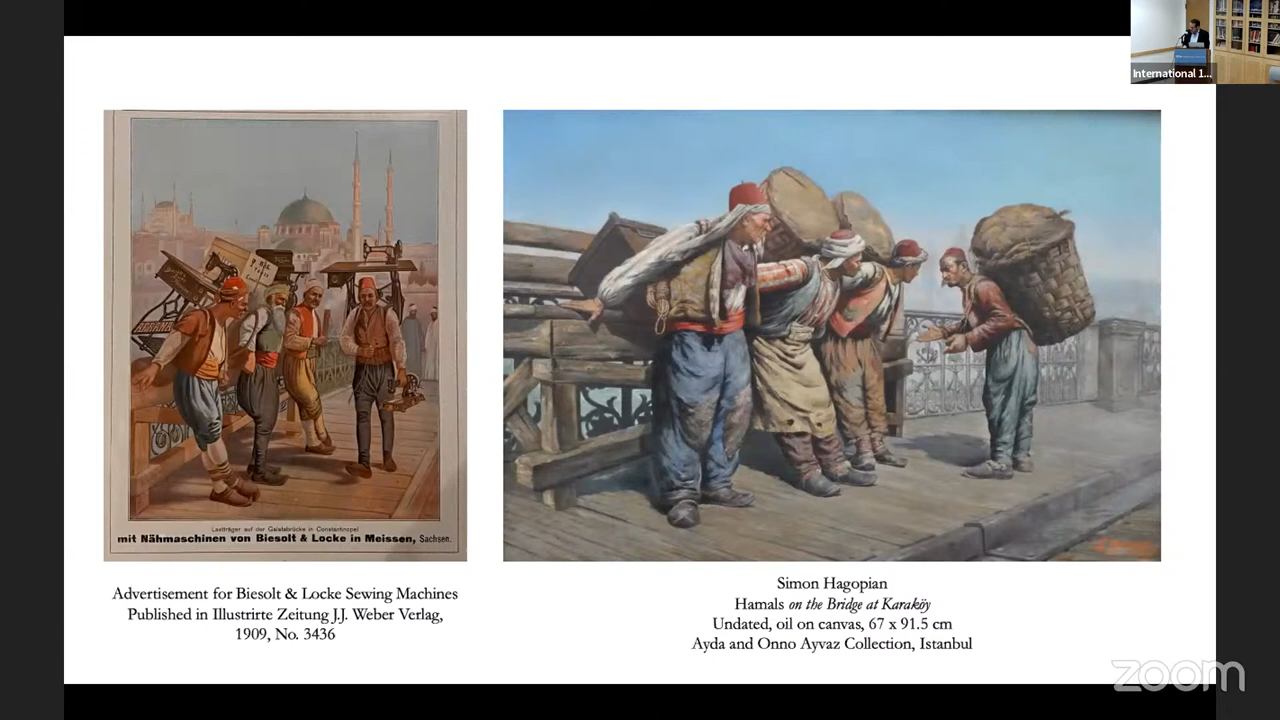 International 1...
Lastträger auf der Galatabrücke in Constantinopel
mit Nähmaschinen von Biesolt & Locke in Meissen, Sachsen.
Advertisement for Biesolt & Locke Sewing Machines
Published in Illustrirte Zeitung J.J. Weber Verlag,
1909, No. 3436
Simon Hagopian
Hamals on the Bridge at Karaköy
Undated, oil on canvas, 67 x 91.5 cm
Ayda and Onno Ayvaz Collection, Istanbul
zoom